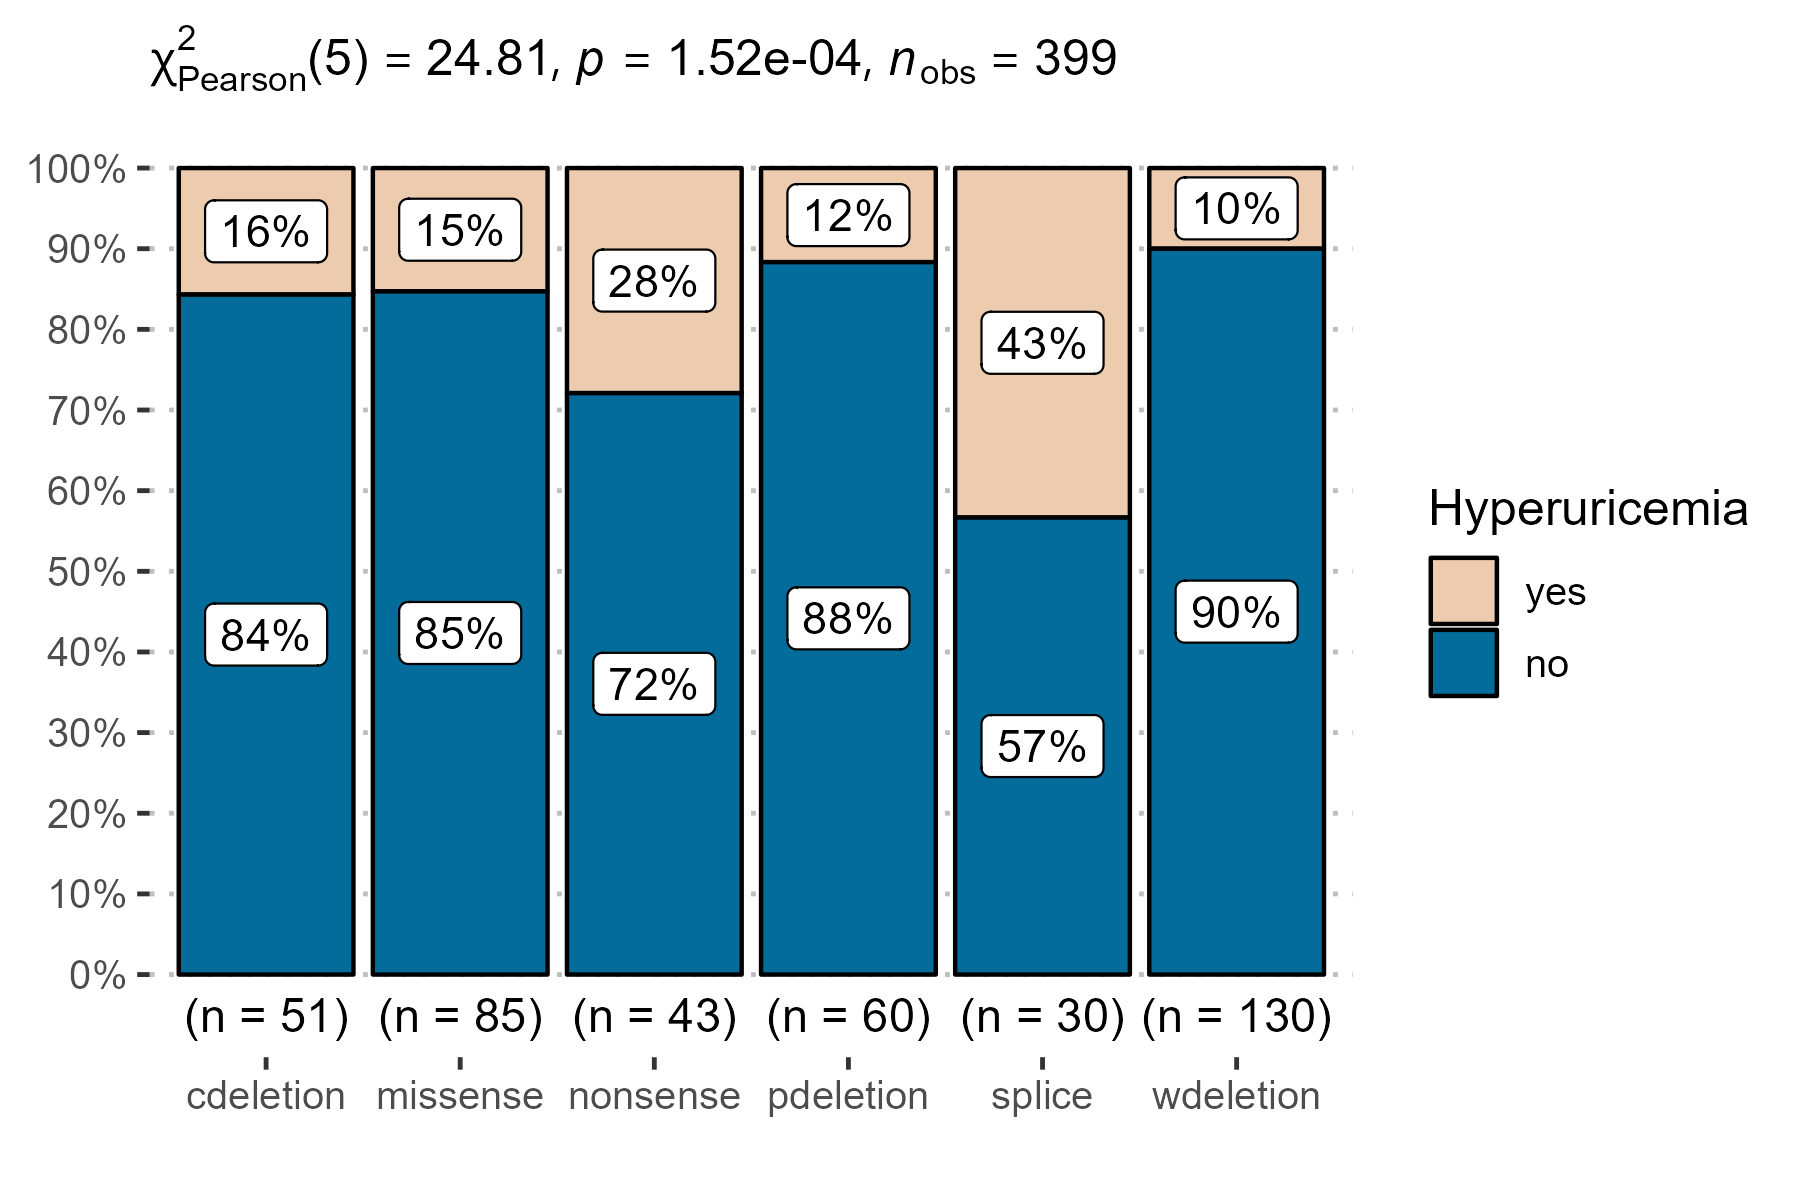 χ²Pearson(5) = 24.81, p = 1.52e-04, nobs = 399
100%
90%
80%
70%
60%
50%
40%
30%
20%
10%
0%
16% 15% 28% 12% 43% 10%
84% 85% 72% 88% 57% 90%
(n = 51) (n = 85) (n = 43) (n = 60) (n = 30) (n = 130)
cdeletion missense nonsense pdeletion splice wdeletion
Hyperuricemia
yes
no